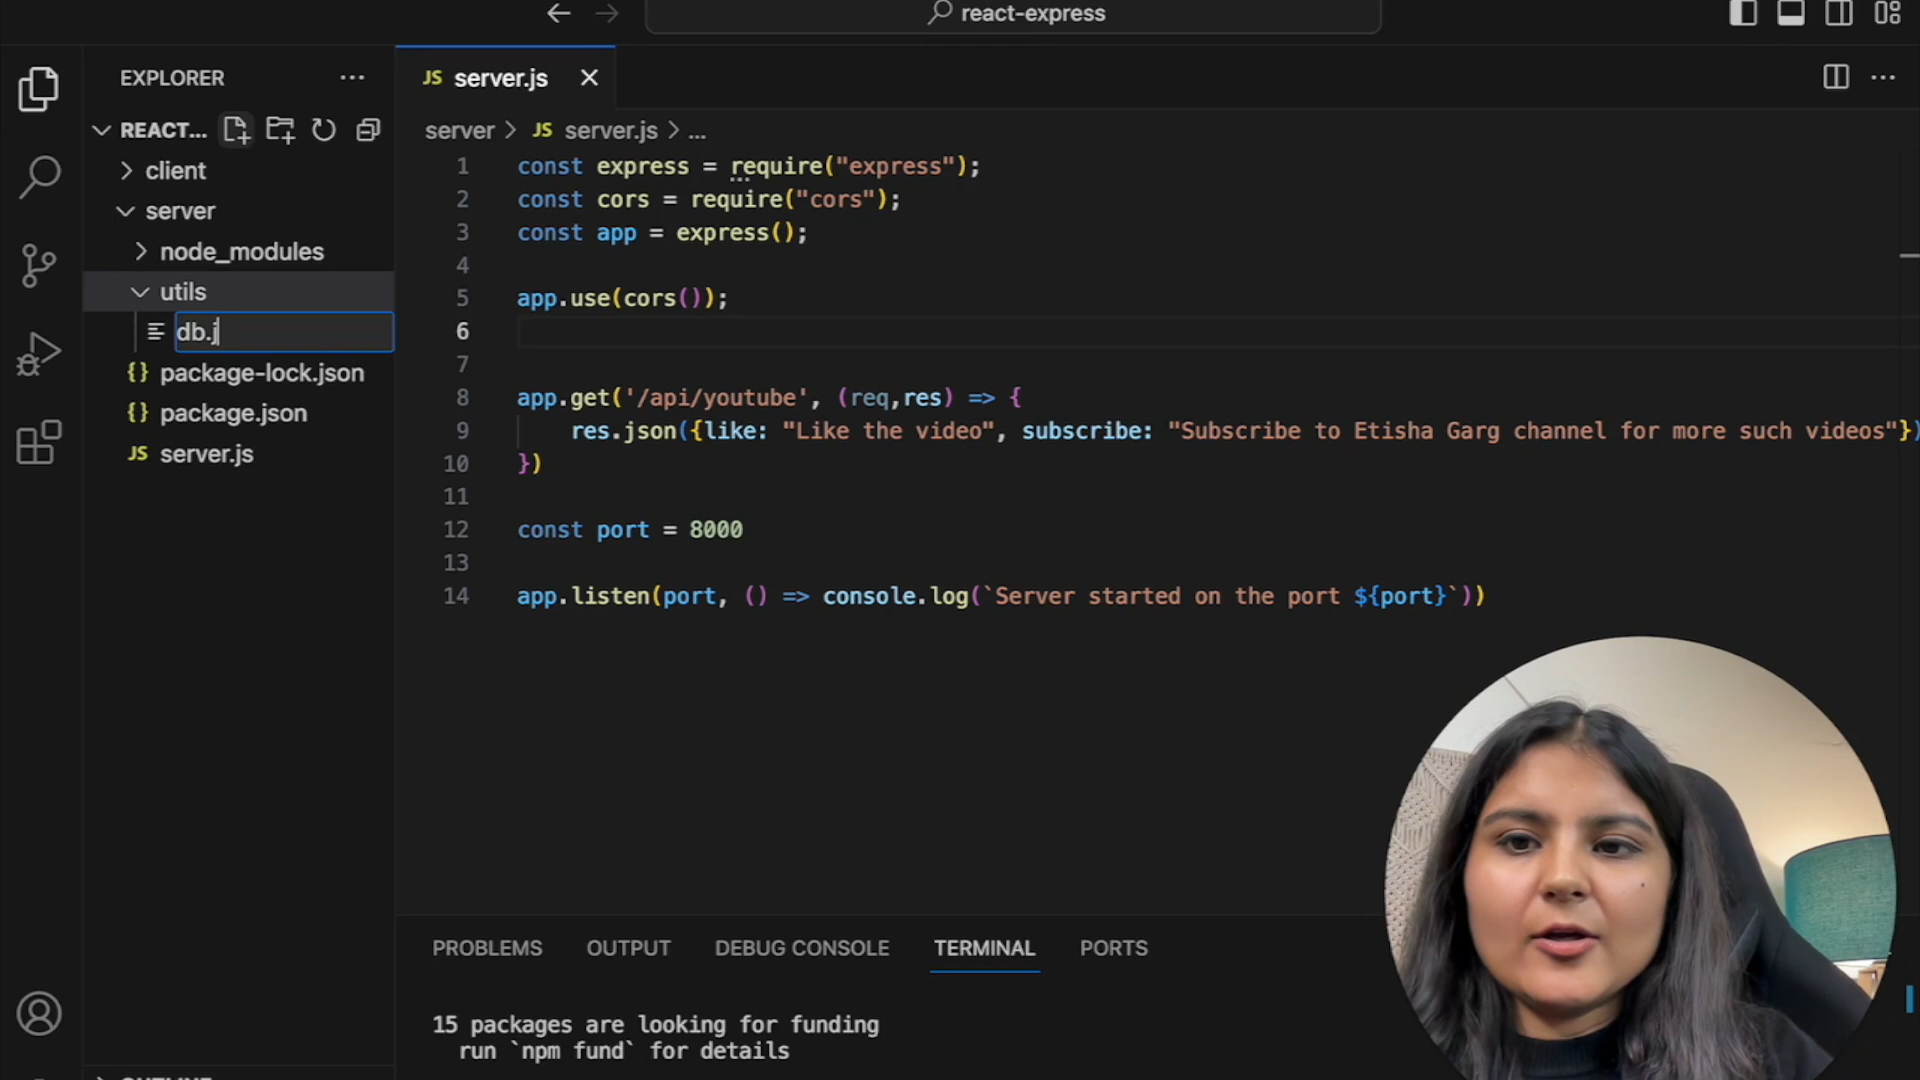 react-express
EXPLORER ...
REACT...
client
server
node_modules
utils
db.j
{} package-lock.json
{} package.json
JS server.js
JS server.js
server > JS server.js > ...
1 const express = require("express");
2 const cors = require("cors");
3 const app = express();
4
5 app.use(cors());
6
7
8 app.get('/api/youtube', (req,res) => {
9 res.json({like: "Like the video", subscribe: "Subscribe to Etisha Garg channel for more such videos"})
10 })
11
12 const port = 8000
13
14 app.listen(port, () => console.log(`Server started on the port ${port}`))
PROBLEMS OUTPUT DEBUG CONSOLE TERMINAL PORTS
15 packages are looking for funding
run `npm fund` for details